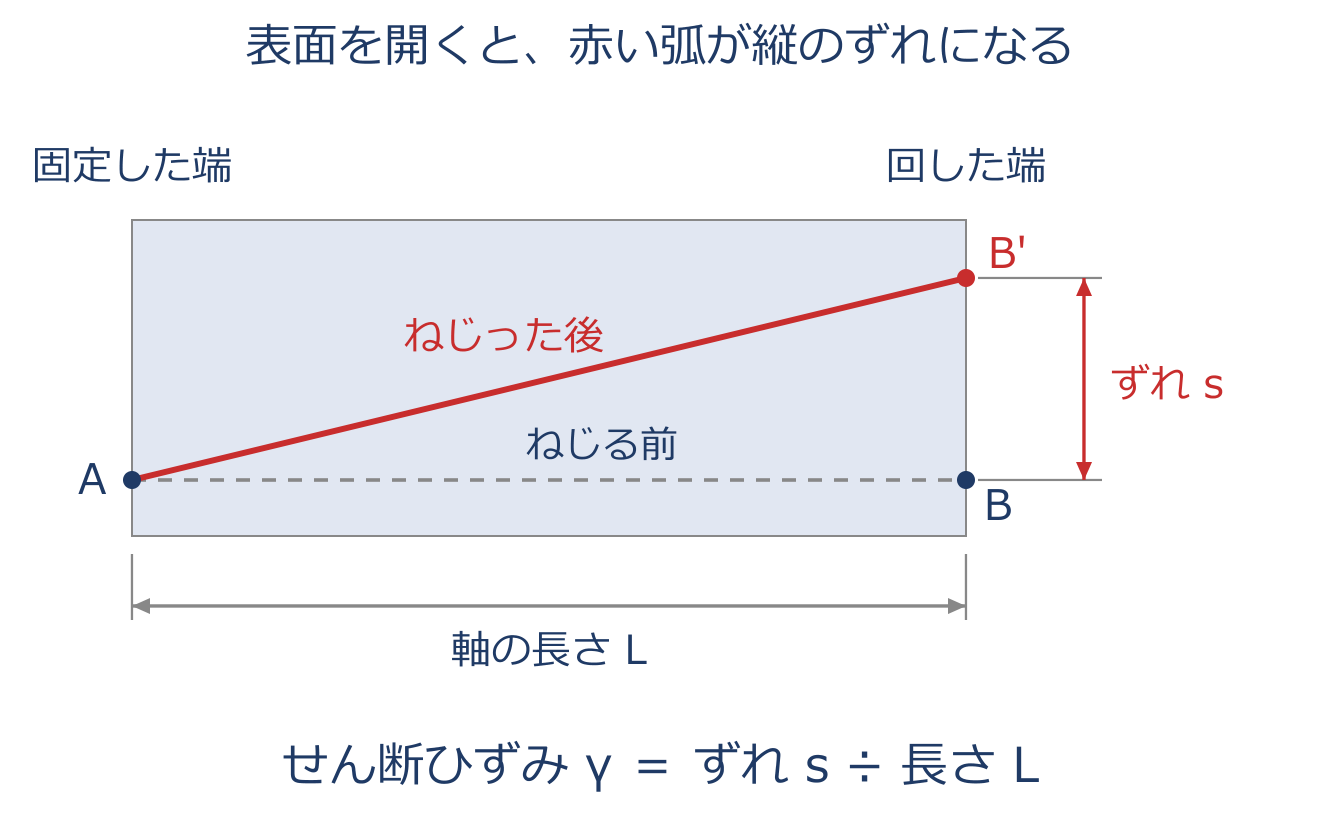 表面を開くと、赤い弧が縦のずれになる
固定した端
回した端
B'
ねじった後
ずれ s
ねじる前
A
B
軸の長さ L
せん断ひずみ γ = ずれ s ÷ 長さ L